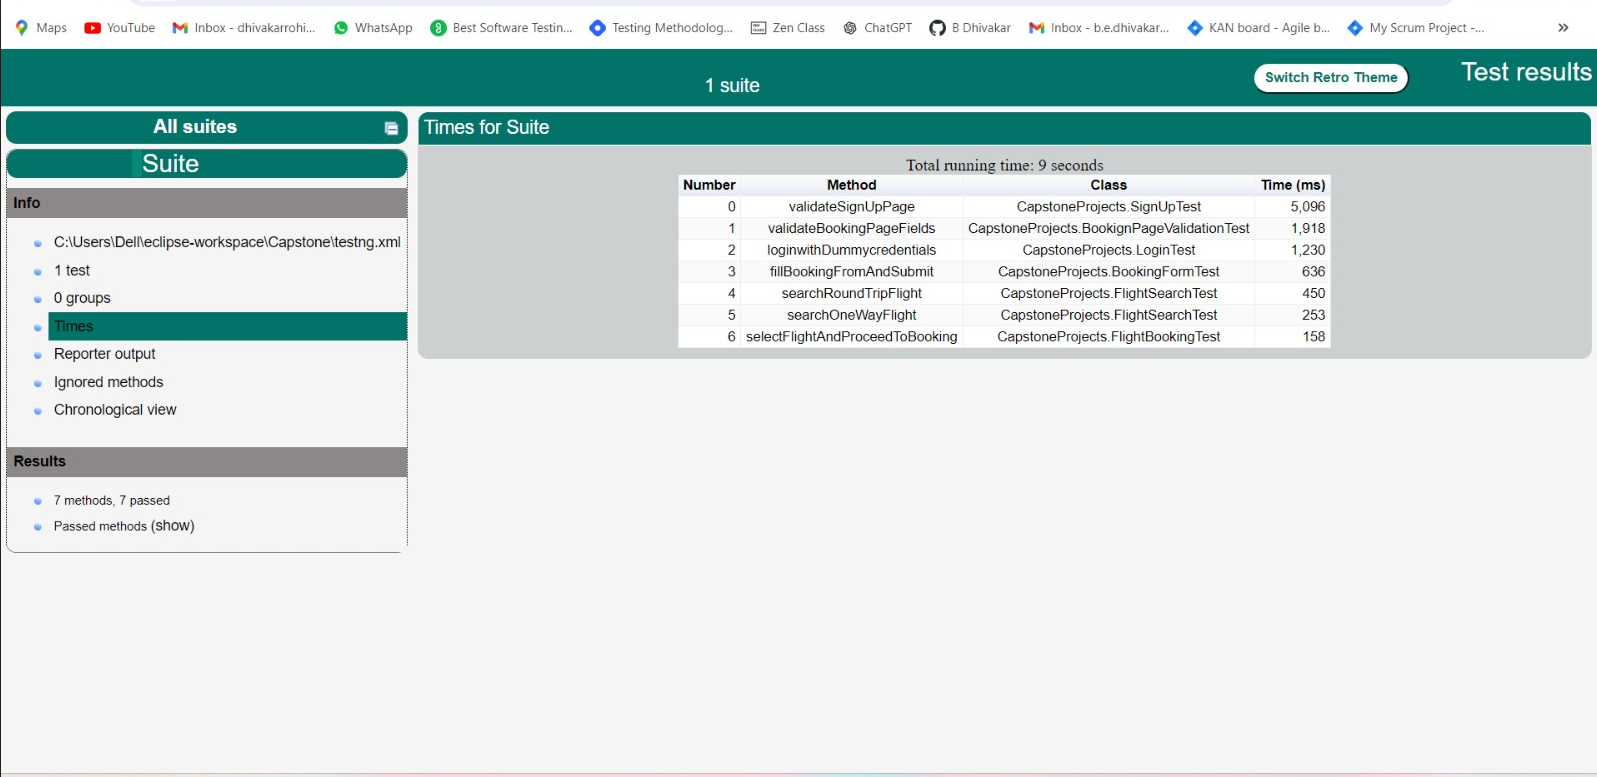 Maps YouTube Inbox - dhivakarrohi... WhatsApp Best Software Testin... Testing Methodolog... Zen Class ChatGPT B Dhivakar Inbox - b.e.dhivakar... KAN board - Agile b... My Scrum Project -... »
1 suite
Switch Retro Theme
Test results
All suites
Suite
Info
C:\Users\Dell\eclipse-workspace\Capstone\testng.xml
1 test
0 groups
Times
Reporter output
Ignored methods
Chronological view
Results
7 methods, 7 passed
Passed methods (show)
Times for Suite
Total running time: 9 seconds
Number Method Class Time (ms)
0 validateSignUpPage CapstoneProjects.SignUpTest 5,096
1 validateBookingPageFields CapstoneProjects.BookignPageValidationTest 1,918
2 loginwithDummycredentials CapstoneProjects.LoginTest 1,230
3 fillBookingFromAndSubmit CapstoneProjects.BookingFormTest 636
4 searchRoundTripFlight CapstoneProjects.FlightSearchTest 450
5 searchOneWayFlight CapstoneProjects.FlightSearchTest 253
6 selectFlightAndProceedToBooking CapstoneProjects.FlightBookingTest 158